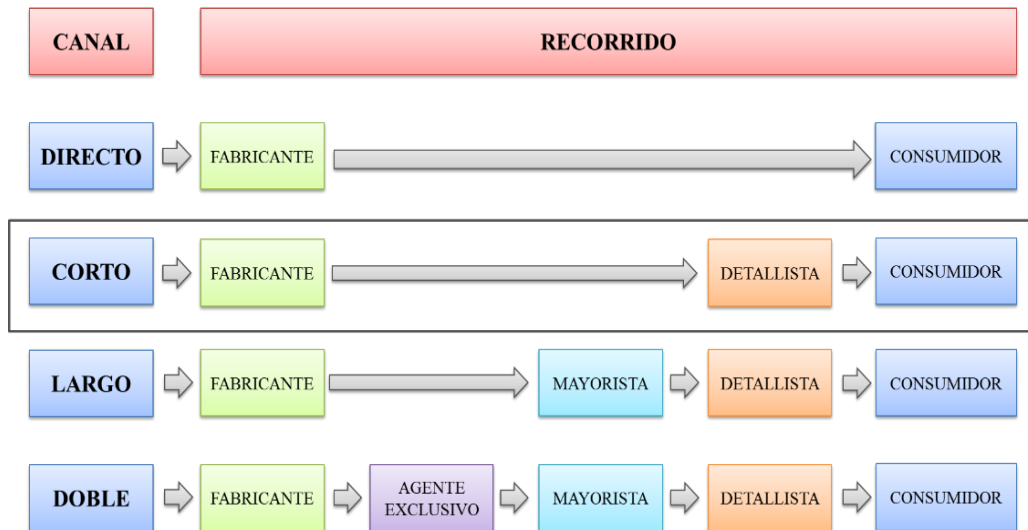 CANAL RECORRIDO
DIRECTO FABRICANTE CONSUMIDOR
CORTO FABRICANTE DETALLISTA CONSUMIDOR
LARGO FABRICANTE MAYORISTA DETALLISTA CONSUMIDOR
DOBLE FABRICANTE AGENTE EXCLUSIVO MAYORISTA DETALLISTA CONSUMIDOR